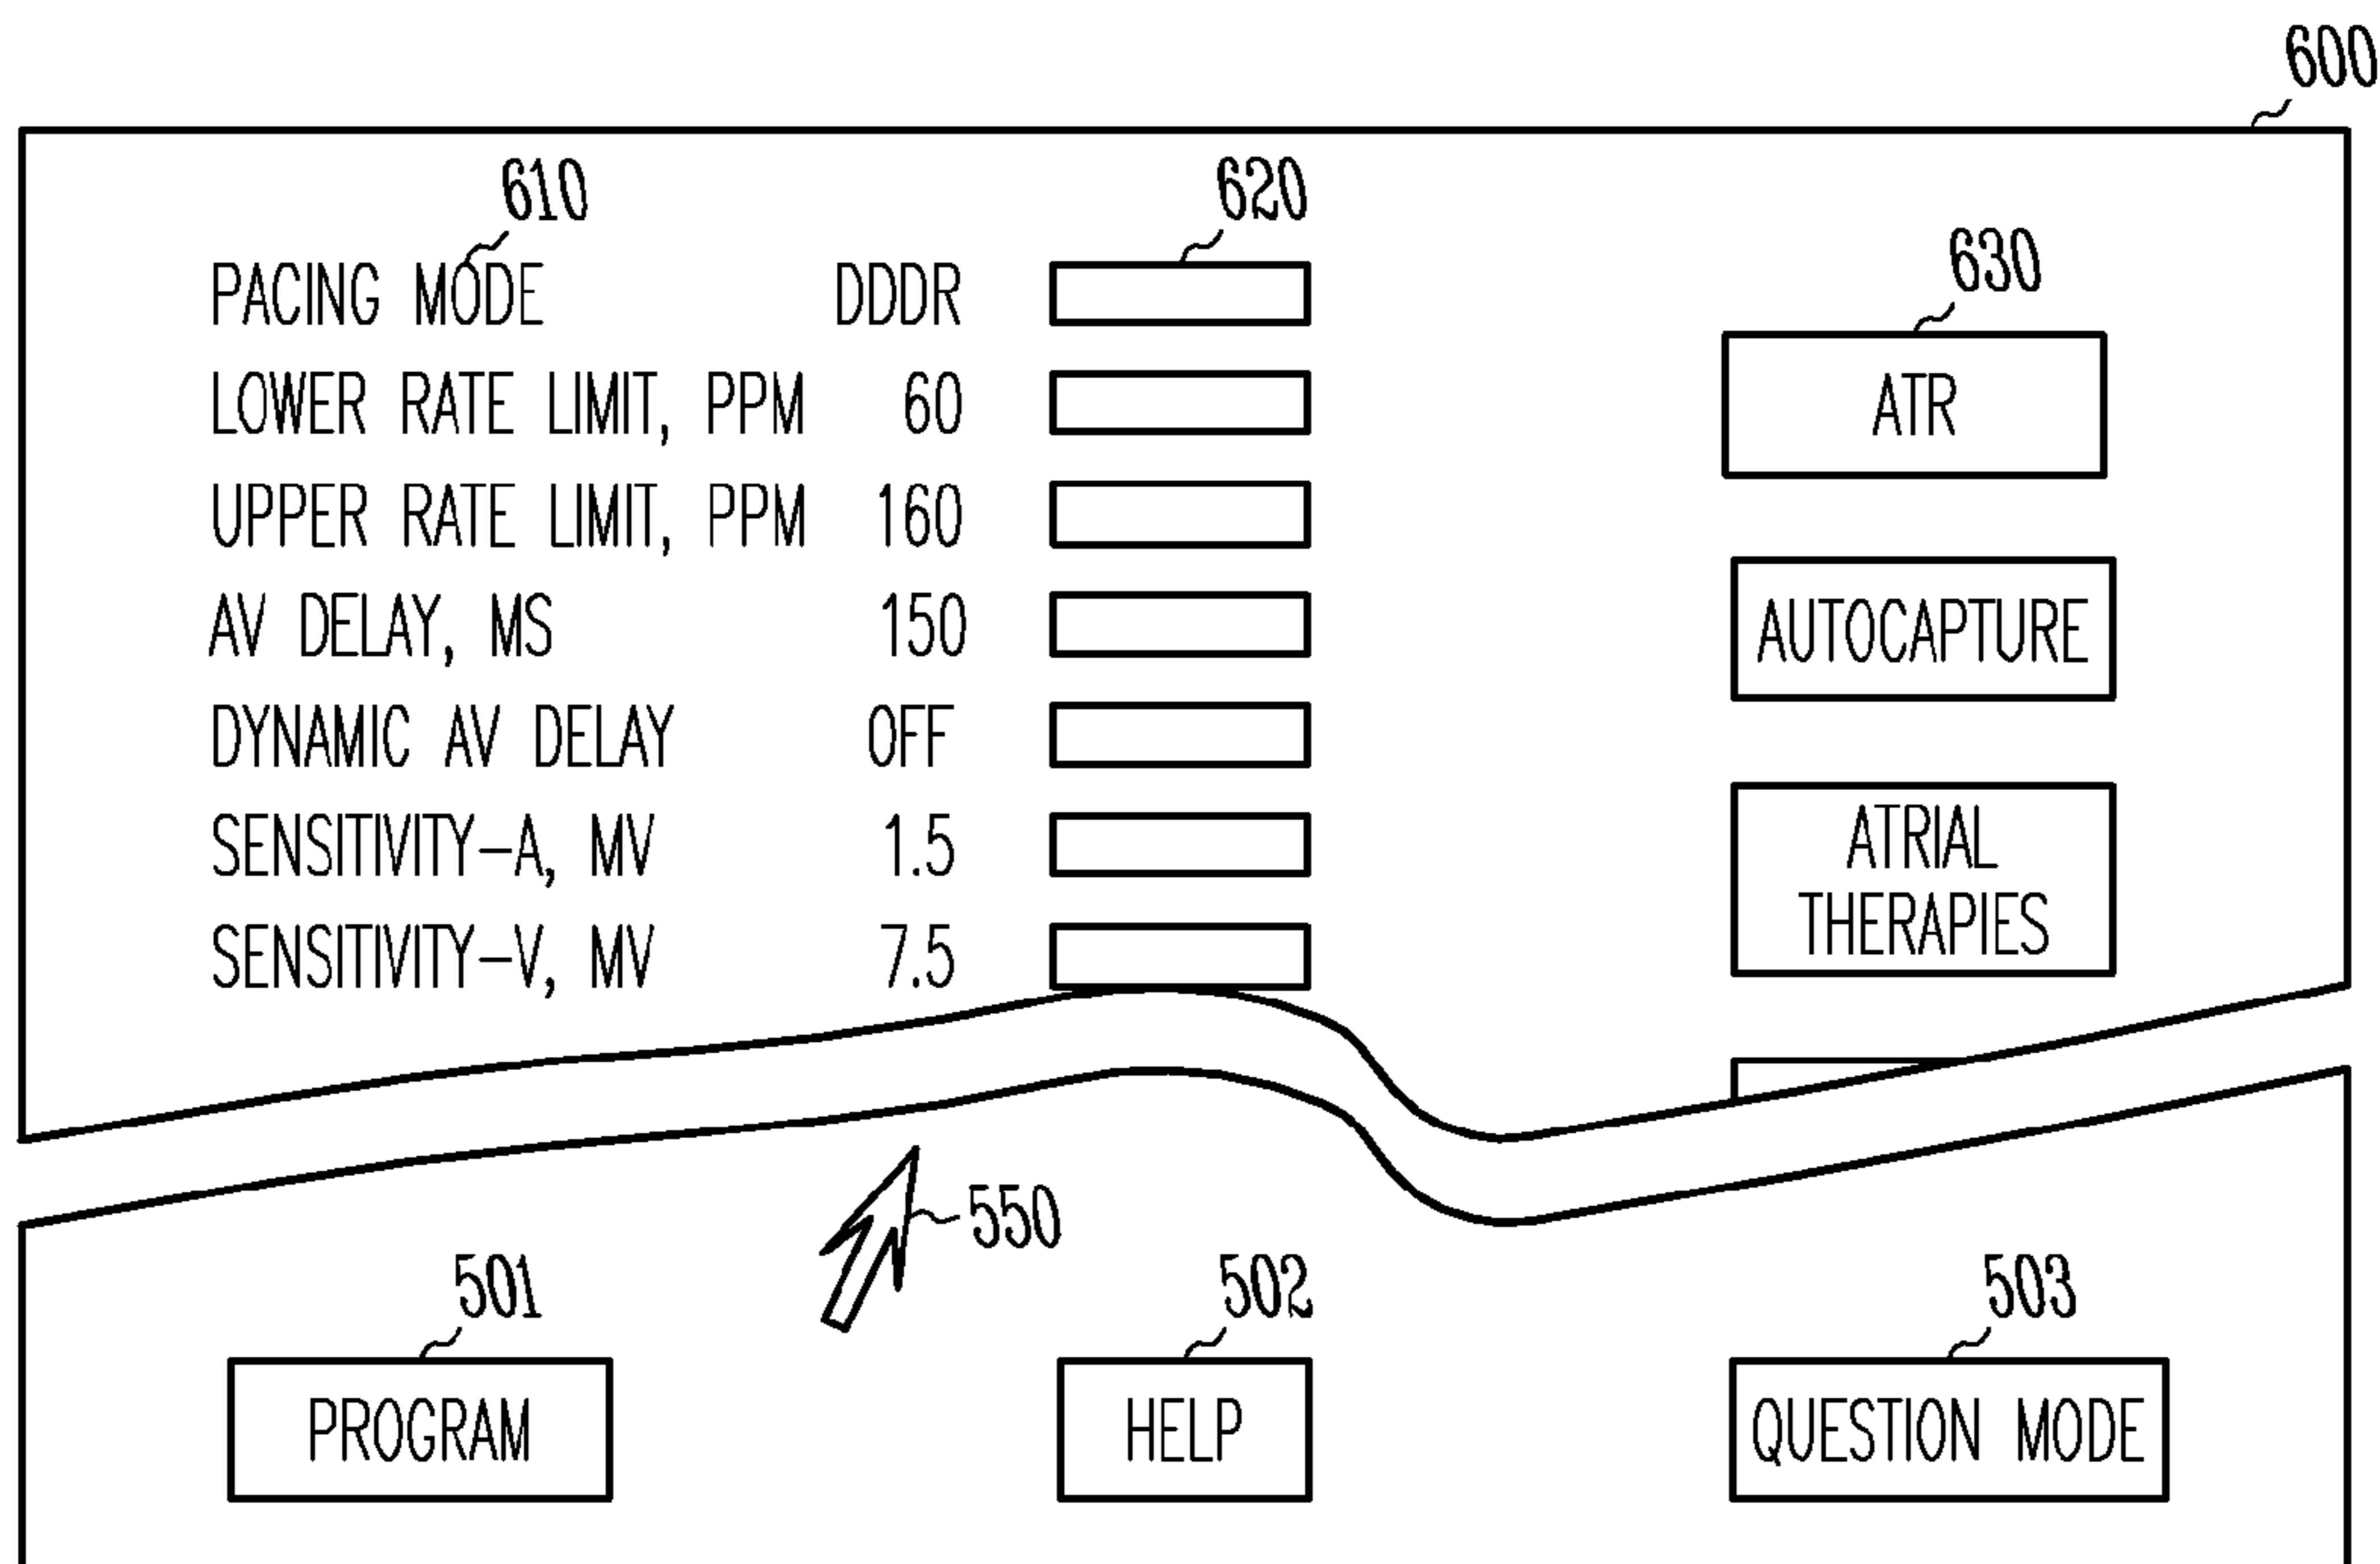 600
610
620
630
PACING MODE DDDR
LOWER RATE LIMIT, PPM 60
ATR
UPPER RATE LIMIT, PPM 160
AV DELAY, MS 150
AUTOCAPTURE
DYNAMIC AV DELAY OFF
SENSITIVITY-A, MV 1.5
ATRIAL
THERAPIES
SENSITIVITY-V, MV 7.5
550
501
502
503
PROGRAM
HELP
QUESTION MODE